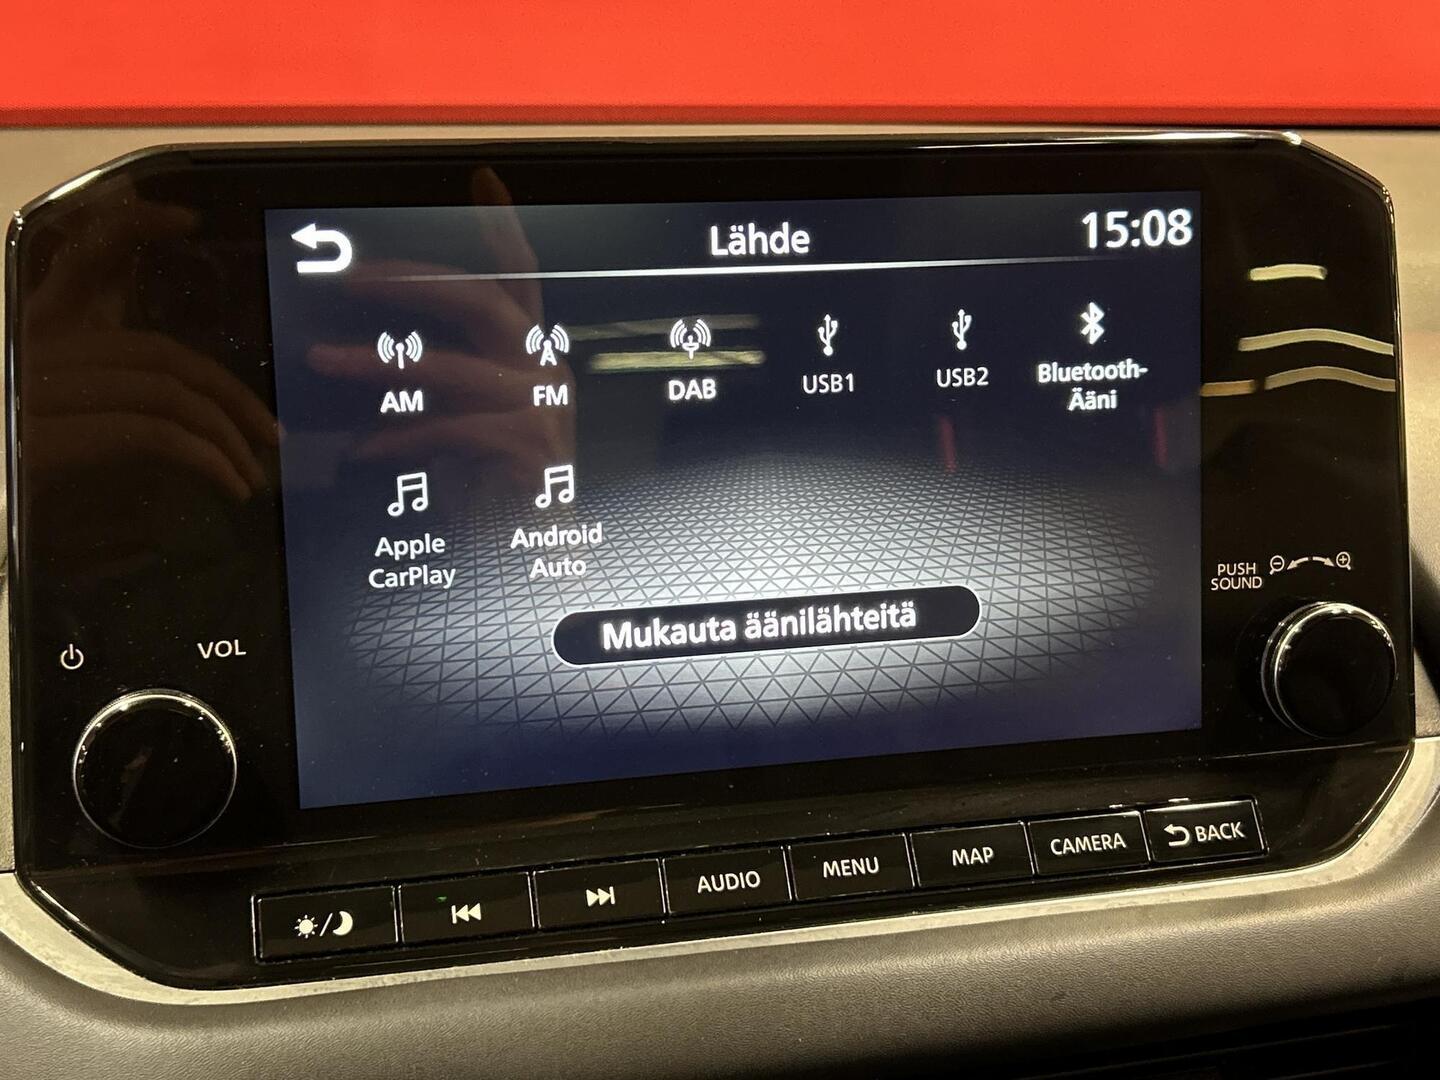 Lähde
15:08
AM
FM
DAB
USB1
USB2
Bluetooth-
Ääni
Apple
CarPlay
Android
Auto
Mukauta äänilähteitä
VOL
PUSH
SOUND
AUDIO
MENU
MAP
CAMERA
BACK